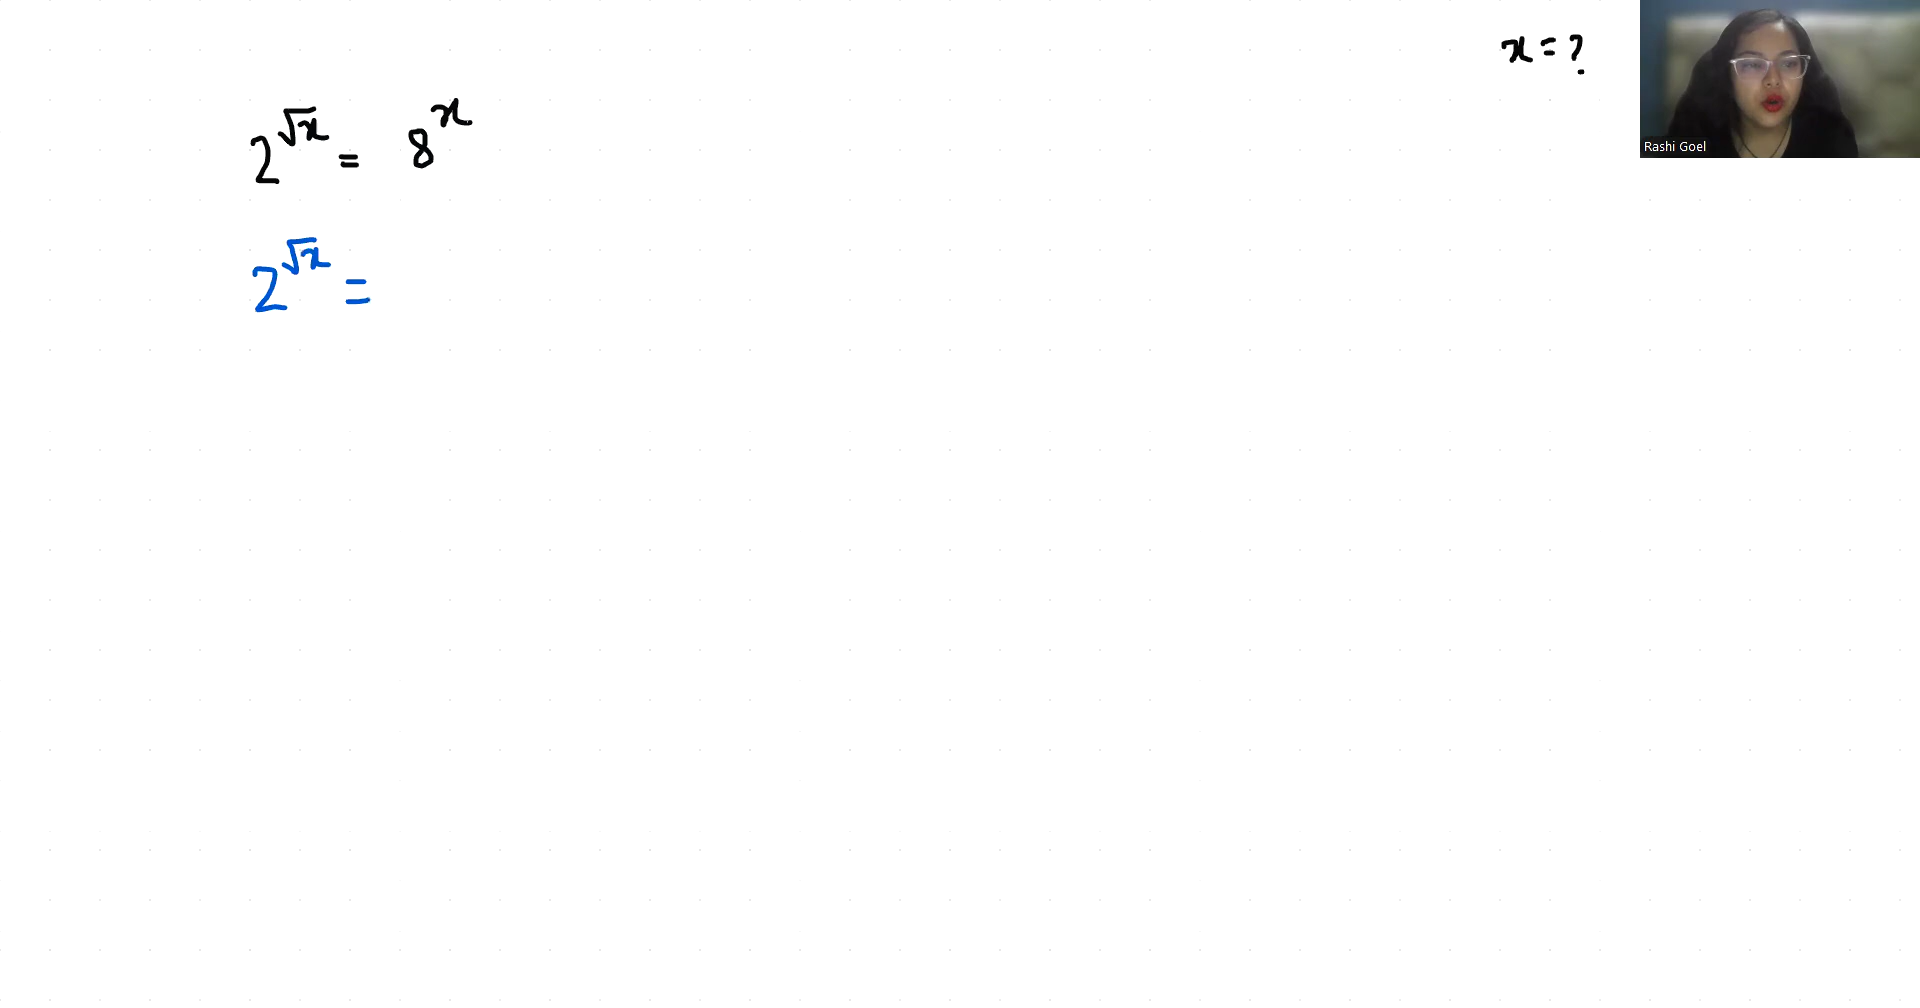 x = ?
2^√x = 8^x
2^√x =
Rashi Goel